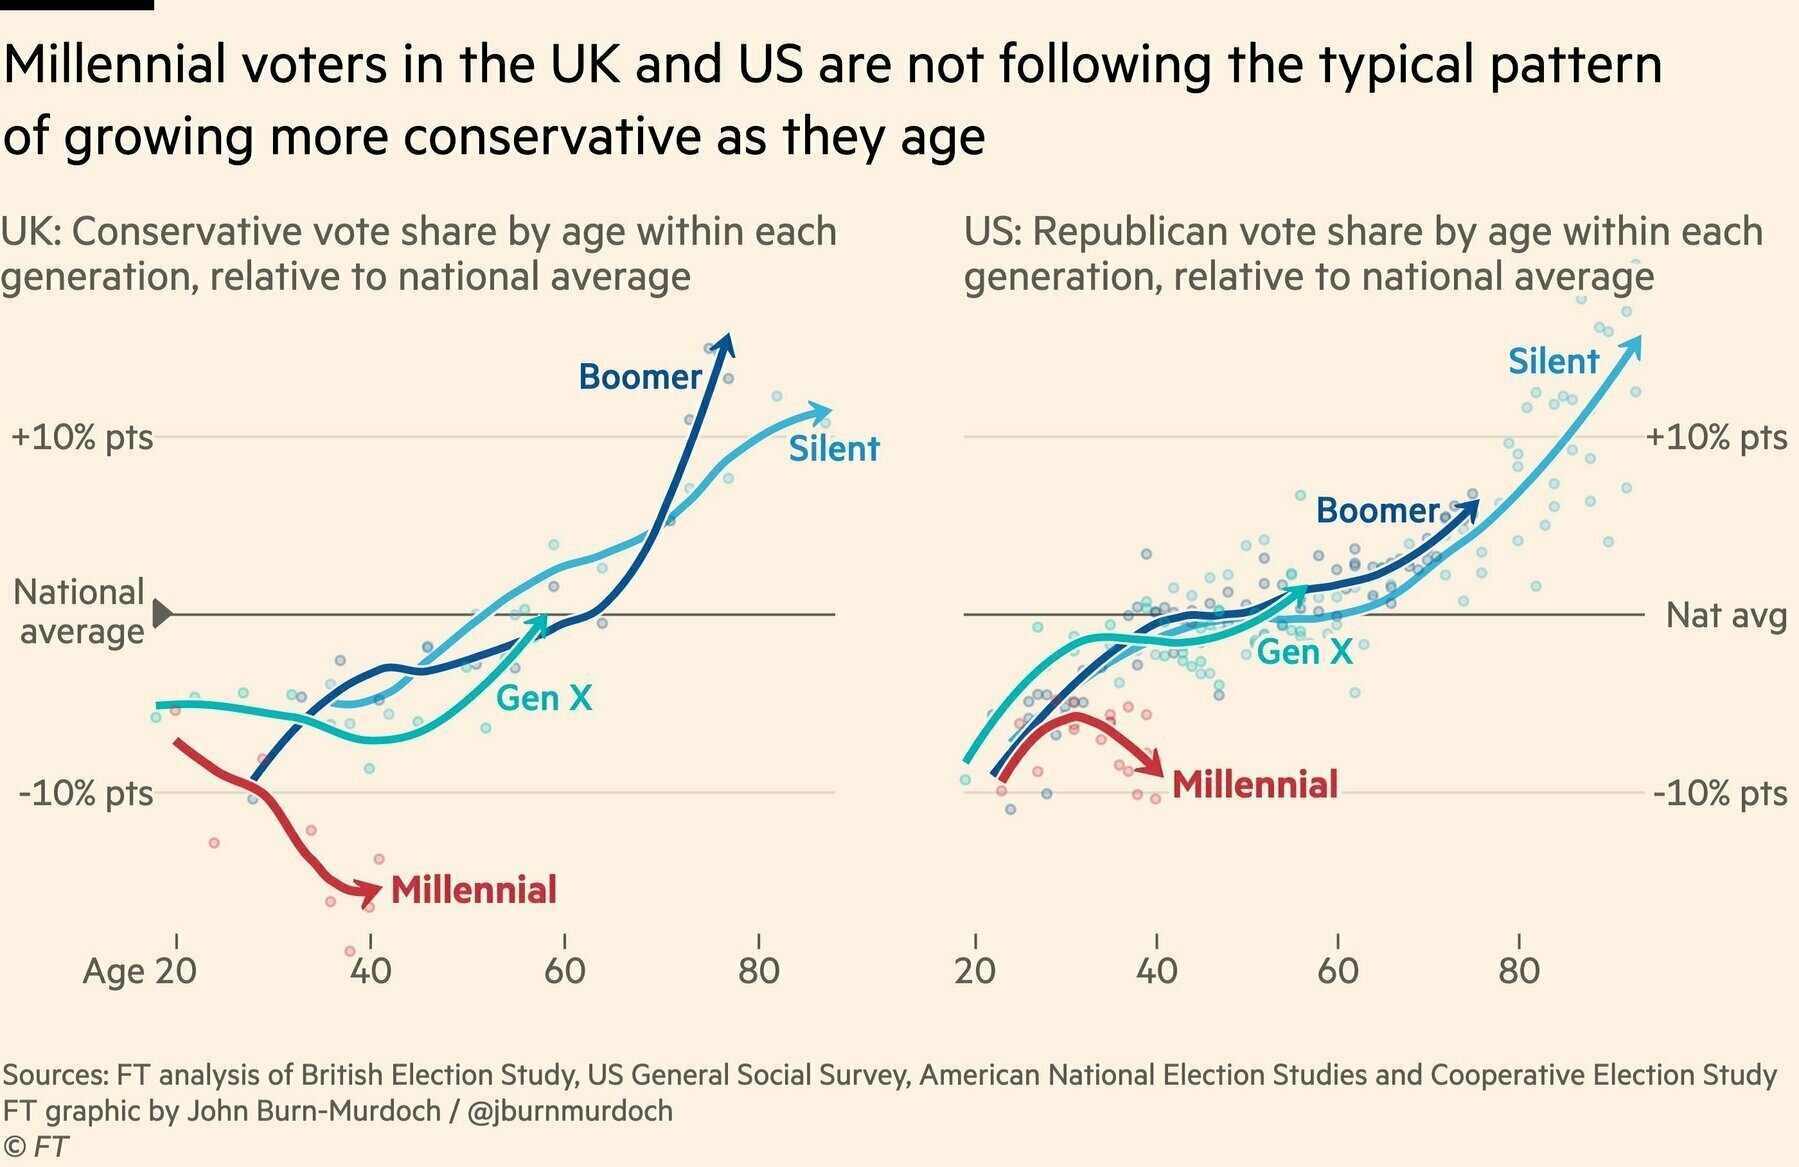 Millennial voters in the UK and US are not following the typical pattern
of growing more conservative as they age
UK: Conservative vote share by age within each
generation, relative to national average
Boomer
+10% pts
Silent
National
average
Gen X
-10% pts
Millennial
Age 20 40 60 80
US: Republican vote share by age within each
generation, relative to national average
Silent
+10% pts
Boomer
Nat avg
Gen X
Millennial
-10% pts
20 40 60 80
Sources: FT analysis of British Election Study, US General Social Survey, American National Election Studies and Cooperative Election Study
FT graphic by John Burn-Murdoch / @jburnmurdoch
© FT